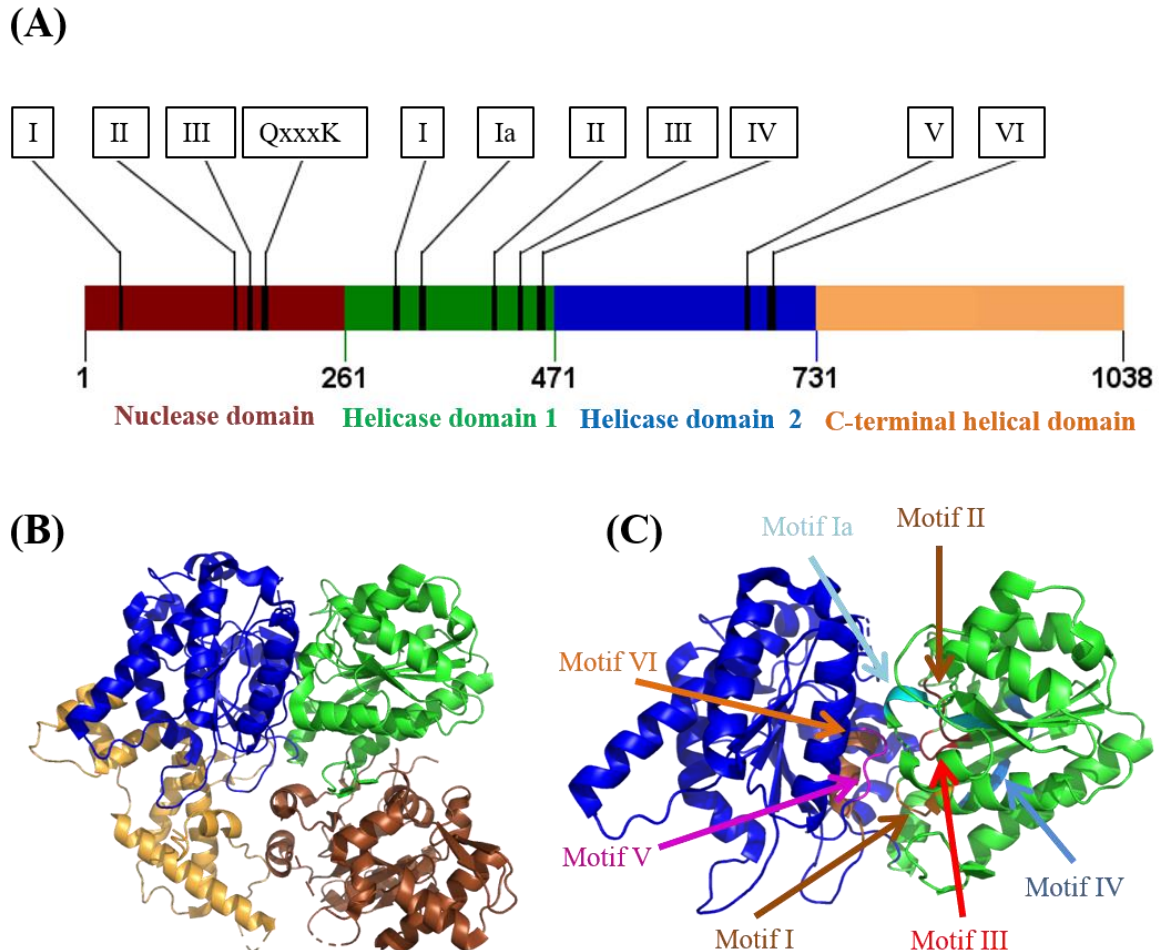 (A)
I II III QxxxK I Ia II III IV V VI
1 261 471 731 1038
Nuclease domain Helicase domain 1 Helicase domain 2 C-terminal helical domain
(B) (C)
Motif Ia Motif II
Motif VI
Motif V
Motif IV
Motif I Motif III